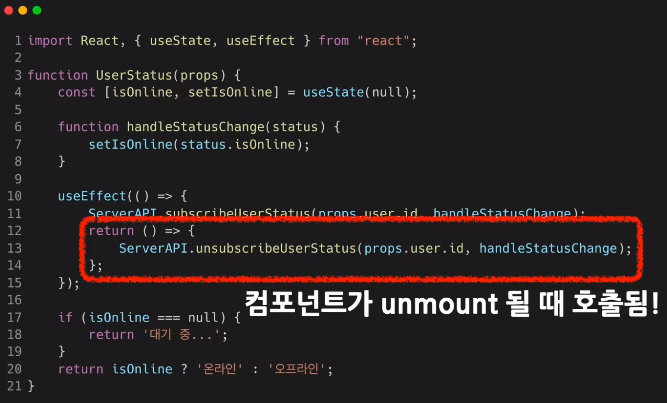 1 import React, { useState, useEffect } from "react";
2
3 function UserStatus(props) {
4 const [isOnline, setIsOnline] = useState(null);
5
6 function handleStatusChange(status) {
7 setIsOnline(status.isOnline);
8 }
9
10 useEffect(() => {
11 ServerAPI.subscribeUserStatus(props.user.id, handleStatusChange);
12 return () => {
13 ServerAPI.unsubscribeUserStatus(props.user.id, handleStatusChange);
14 };
15 });
컴포넌트가 unmount 될 때 호출됨!
16
17 if (isOnline === null) {
18 return '대기 중...';
19 }
20 return isOnline ? '온라인' : '오프라인';
21 }